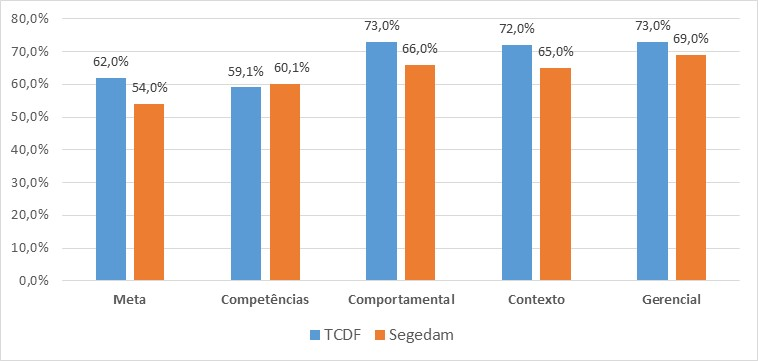 80,0%
70,0%
60,0%
50,0%
40,0%
30,0%
20,0%
10,0%
0,0%
62,0%
54,0%
59,1%
60,1%
73,0%
66,0%
72,0%
65,0%
73,0%
69,0%
Meta
Competências
Comportamental
Contexto
Gerencial
TCDF
Segedam